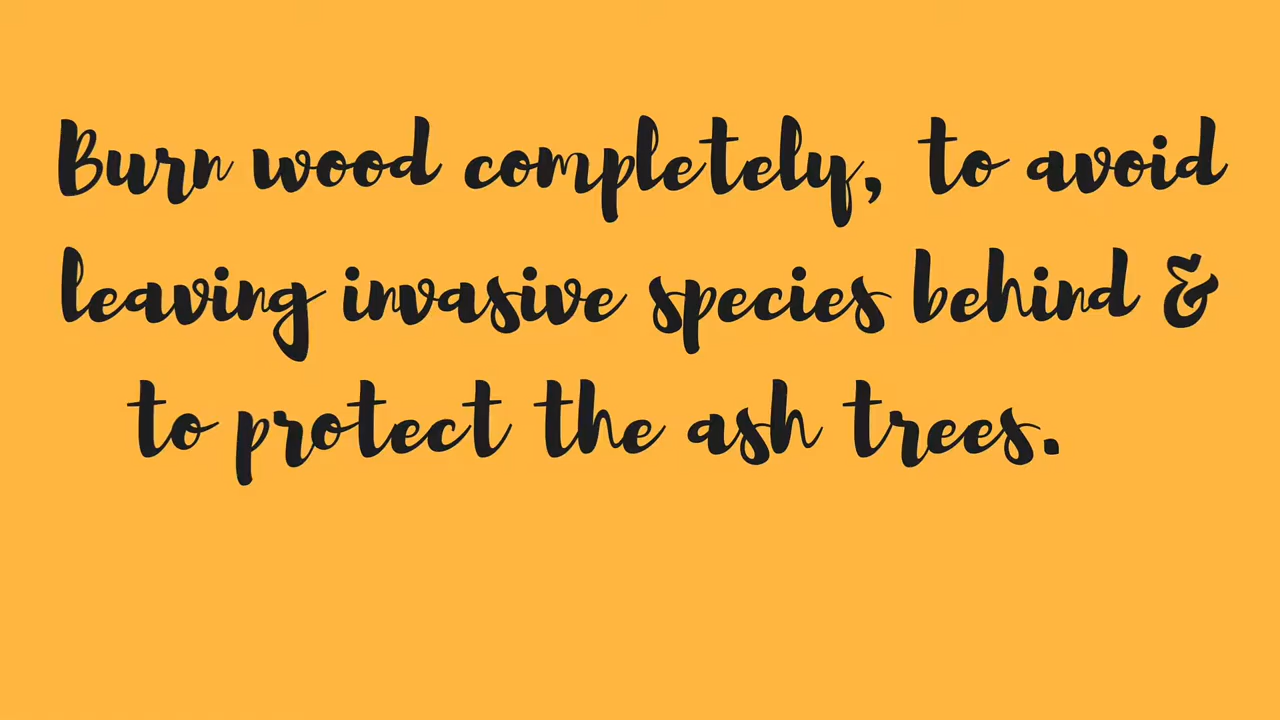 Burn wood completely, to avoid
leaving invasive species behind &
to protect the ash trees.